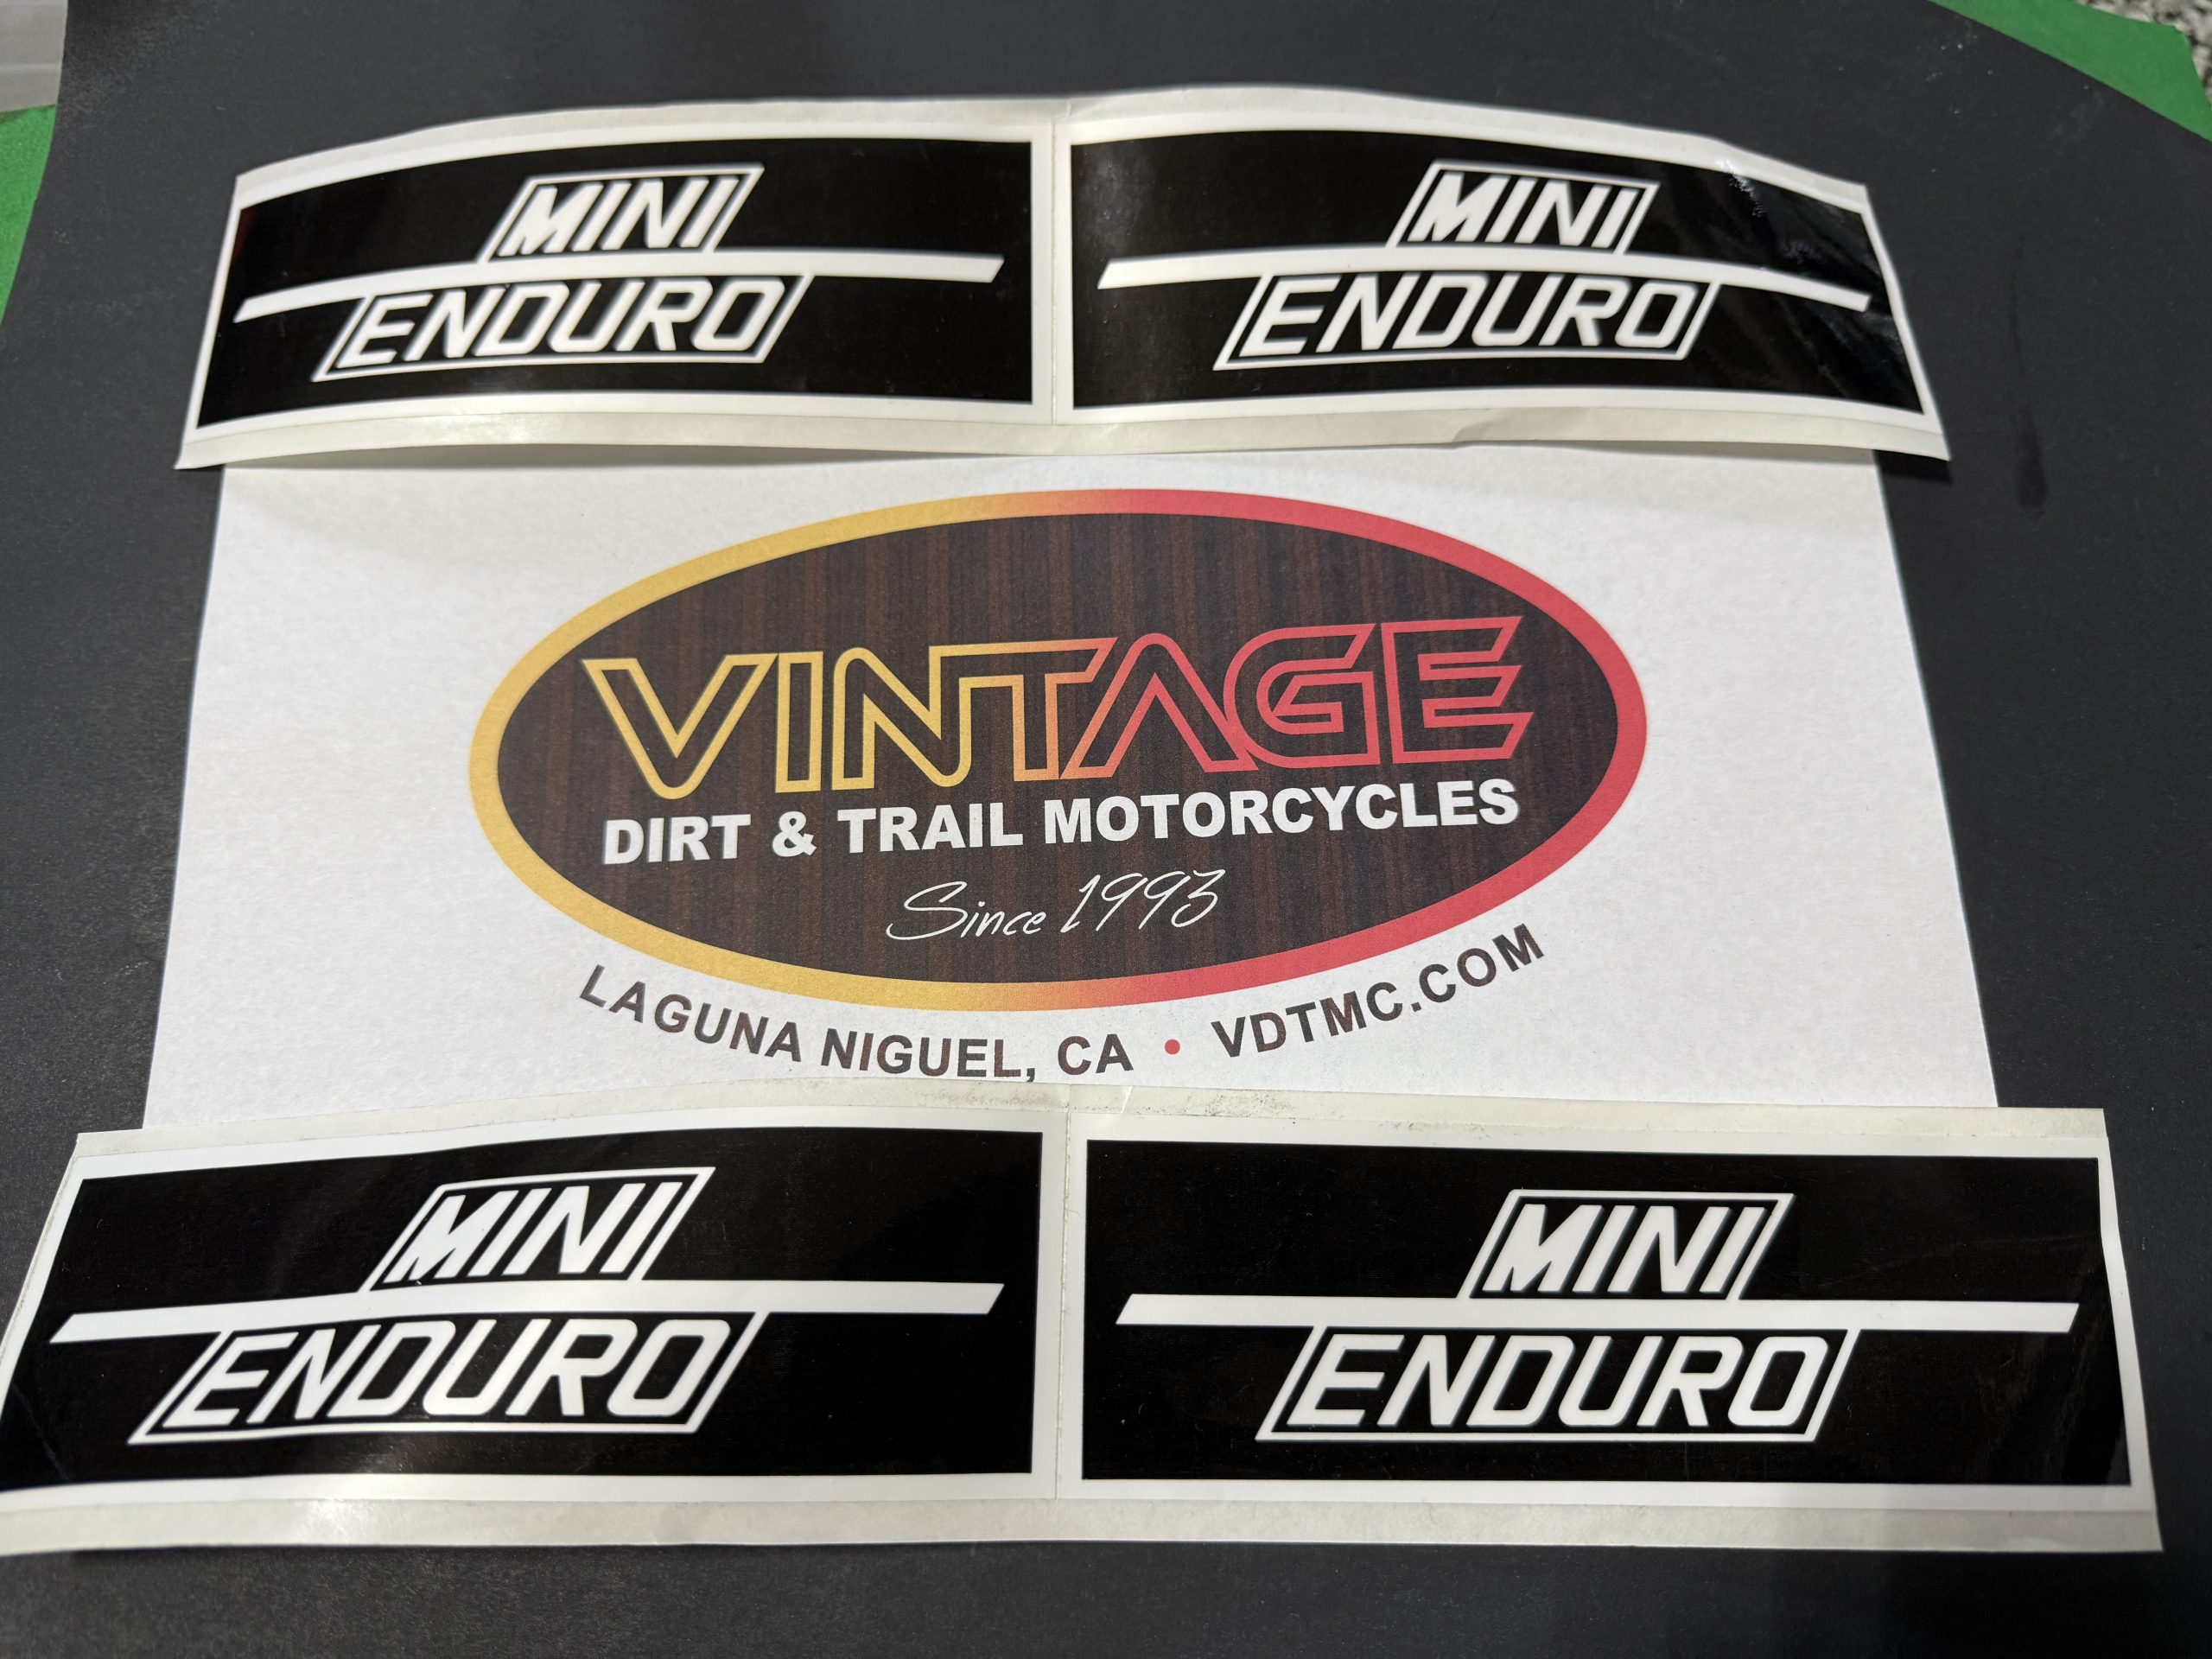 MINI
ENDURO
MINI
ENDURO
VINTAGE
DIRT & TRAIL MOTORCYCLES
Since 1993
LAGUNA NIGUEL, CA • VDTMC.COM
MINI
ENDURO
MINI
ENDURO